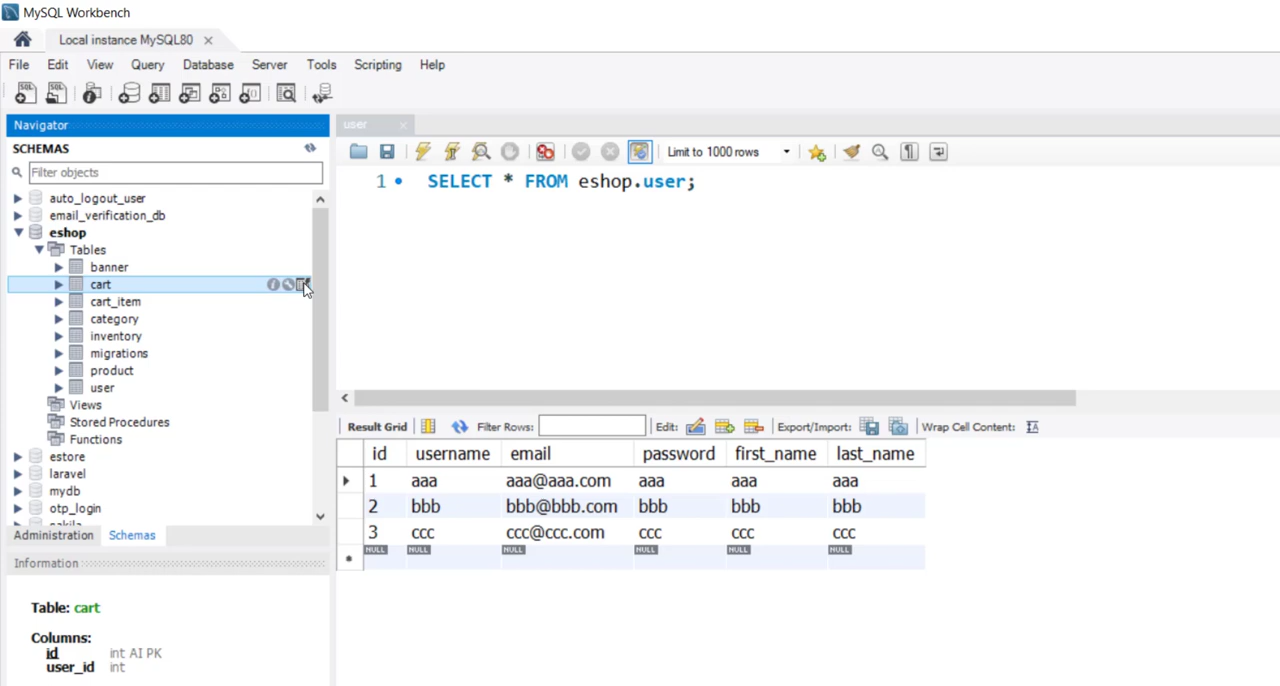 MySQL Workbench
Local instance MySQL80 ×
File Edit View Query Database Server Tools Scripting Help
Navigator
SCHEMAS
Filter objects
auto_logout_user
email_verification_db
eshop
Tables
banner
cart
cart_item
category
inventory
migrations
product
user
Views
Stored Procedures
Functions
estore
laravel
mydb
otp_login
Administration Schemas
Information
Table: cart
Columns:
id int AI PK
user_id int
user ×
Limit to 1000 rows
1 SELECT * FROM eshop.user;
Result Grid Filter Rows: Edit: Export/Import: Wrap Cell Content:
id username email password first_name last_name
1 aaa aaa@aaa.com aaa aaa aaa
2 bbb bbb@bbb.com bbb bbb bbb
3 ccc ccc@ccc.com ccc ccc ccc
NULL NULL NULL NULL NULL NULL